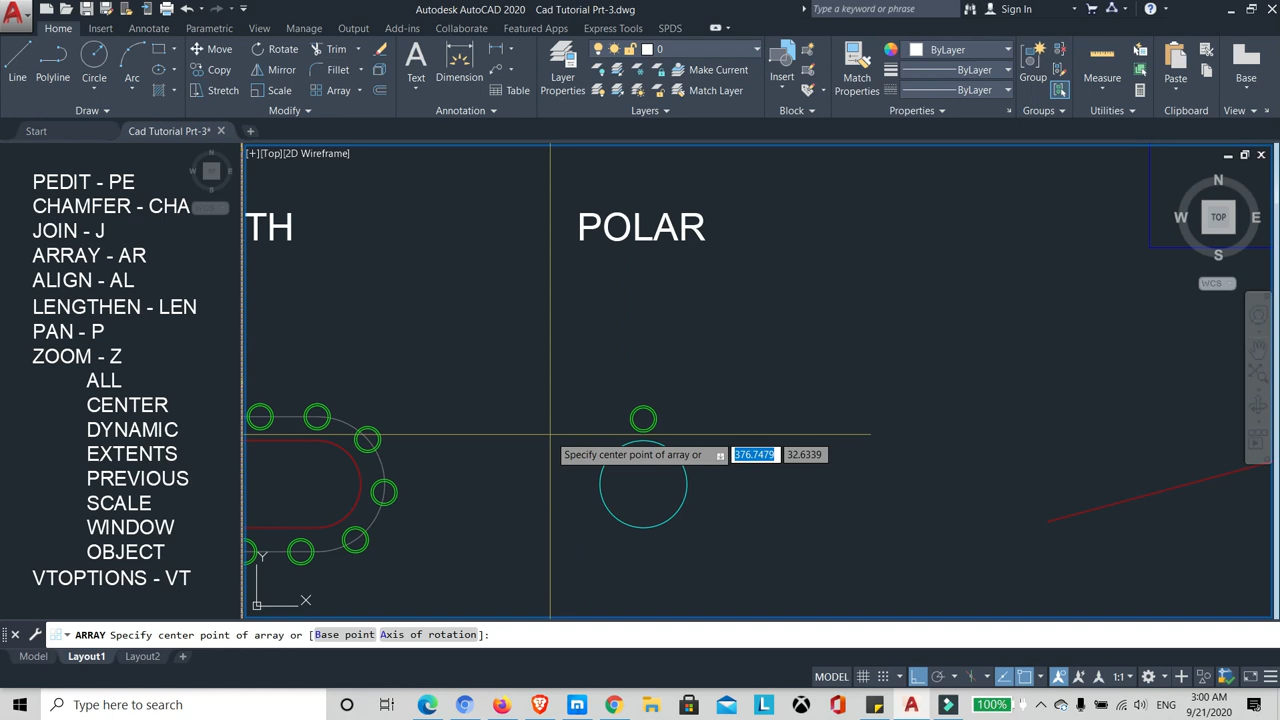 Autodesk AutoCAD 2020 Cad Tutorial Prt-3.dwg
Type a keyword or phrase
Sign In
Home Insert Annotate Parametric View Manage Output Add-ins Collaborate Express Tools Featured Apps SPDS
Line
Polyline
Circle
Arc
Move
Rotate
Trim
Copy
Mirror
Fillet
Stretch
Scale
Array
Text
Dimension
Table
Layer
Properties
0
Make Current
Match Layer
Insert
Match
Properties
ByLayer
ByLayer
ByLayer
Group
Measure
Paste
Base
Draw
Modify
Annotation
Layers
Block
Properties
Groups
Utilities
Clipboard
View
Start
Cad Tutorial Prt-3*
[+][Top][2D Wireframe]
PEDIT - PE
CHAMFER - CHA
JOIN - J
ARRAY - AR
ALIGN - AL
LENGTHEN - LEN
PAN - P
ZOOM - Z
ALL
CENTER
DYNAMIC
EXTENTS
PREVIOUS
SCALE
WINDOW
OBJECT
VTOPTIONS - VT
N
W
E
S
WCS
TH
POLAR
N
W
TOP
E
S
WCS
Specify center point of array or
376.7479
32.6339
Y
X
ARRAY Specify center point of array or [Base point Axis of rotation]:
Model
Layout1
Layout2
MODEL
1:1
Type here to search
100%
ENG
3:00 AM
9/21/2020